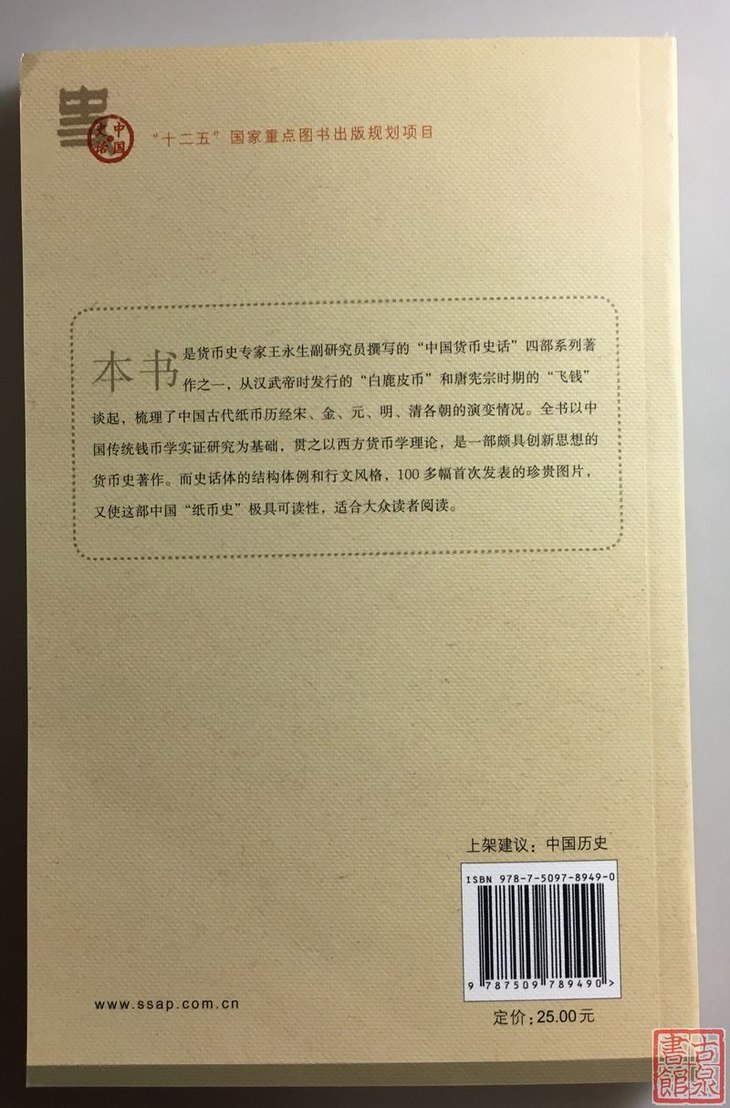 史
中国史话
“十二五”国家重点图书出版规划项目
本书是货币史专家王永生副研究员撰写的“中国货币史话”四部系列著
作之一，从汉武帝时发行的“白鹿皮币”和唐宪宗时期的“飞钱”
谈起，梳理了中国古代纸币历经宋、金、元、明、清各朝的演变情况。全书以中
国传统钱币学实证研究为基础，贯之以西方货币学理论，是一部颇具创新思想的
货币史著作。而史话体的结构体例和行文风格，100多幅首次发表的珍贵图片，
又使这部中国“纸币史”极具可读性，适合大众读者阅读。
上架建议：中国历史
ISBN 978-7-5097-8949-0
9 787509 789490 >
www.ssap.com.cn
定价：25.00元
古泉書館